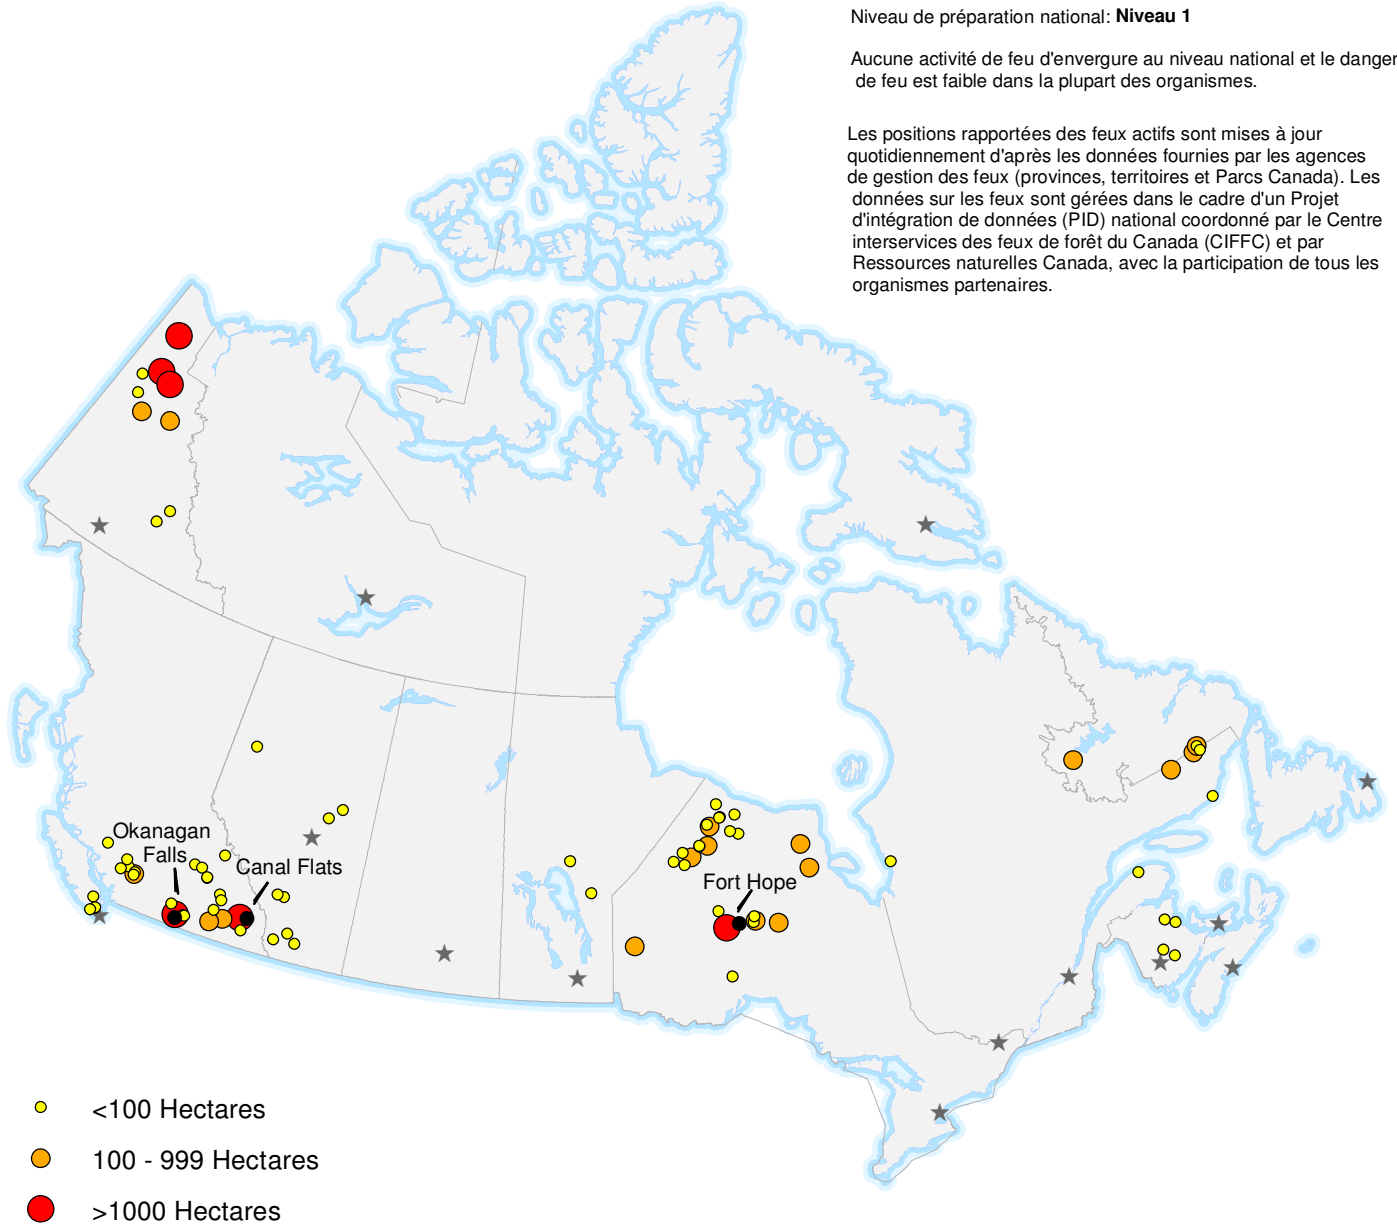 Niveau de préparation national: Niveau 1
Aucune activité de feu d'envergure au niveau national et le danger
de feu est faible dans la plupart des organismes.
Les positions rapportées des feux actifs sont mises à jour
quotidiennement d'après les données fournies par les agences
de gestion des feux (provinces, territoires et Parcs Canada). Les
données sur les feux sont gérées dans le cadre d'un Projet
d'intégration de données (PID) national coordonné par le Centre
interservices des feux de forêt du Canada (CIFFC) et par
Ressources naturelles Canada, avec la participation de tous les
organismes partenaires.
Okanagan
Falls
Canal Flats
Fort Hope
<100 Hectares
100 - 999 Hectares
>1000 Hectares